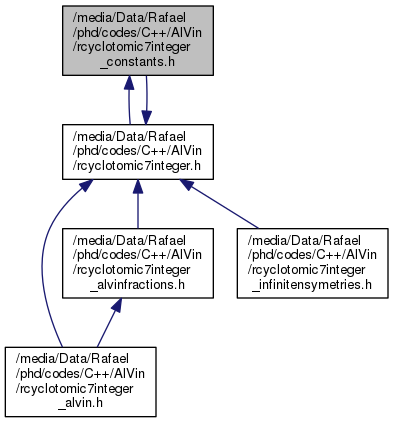 /media/Data/Rafael
/phd/codes/C++/AlVin
/rcyclotomic7integer
_constants.h
/media/Data/Rafael
/phd/codes/C++/AlVin
/rcyclotomic7integer.h
/media/Data/Rafael
/phd/codes/C++/AlVin
/rcyclotomic7integer
_alvinfractions.h
/media/Data/Rafael
/phd/codes/C++/AlVin
/rcyclotomic7integer
_infinitensymetries.h
/media/Data/Rafael
/phd/codes/C++/AlVin
/rcyclotomic7integer
_alvin.h